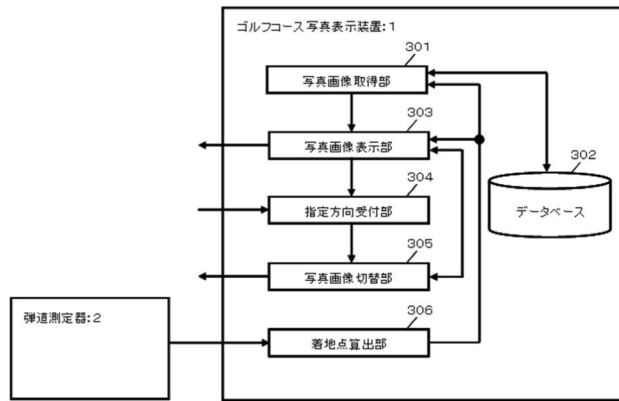 ゴルフコース写真表示装置:1
301
写真画像取得部
303
写真画像表示部
302
データベース
304
指定方向受付部
305
写真画像切替部
弾道測定器:2
306
着地点算出部